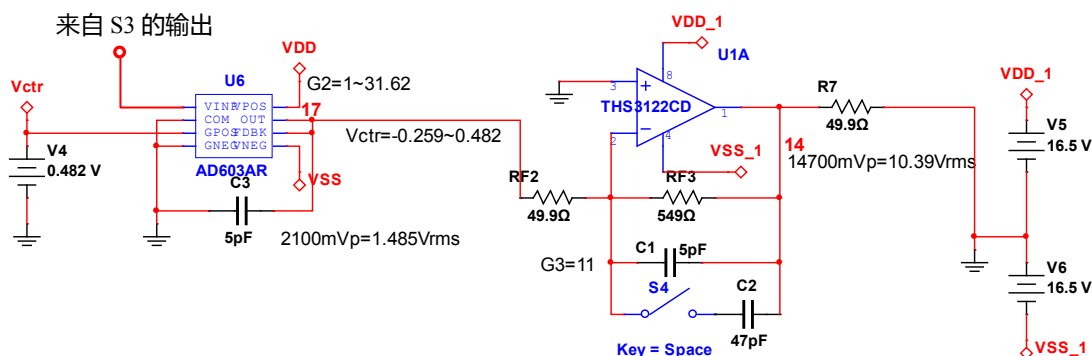 来自 S3 的输出
VDD_1
VDD
U1A
Vctr
U6
G2=1~31.62
VDD_1
17
3
8
R7
VINP
VPOS
THS3122CD
COM
OUT
1
GPOS
FDBK
Vctr=-0.259~0.482
49.9Ω
V5
GNEG
VNEG
2
4
14
16.5 V
V4
0.482 V
AD603AR
VSS_1
14700mVp=10.39Vrms
VSS
C3
RF2
RF3
5pF
49.9Ω
549Ω
2100mVp=1.485Vrms
C1
5pF
G3=11
V6
S4
C2
16.5 V
47pF
Key = Space
VSS_1